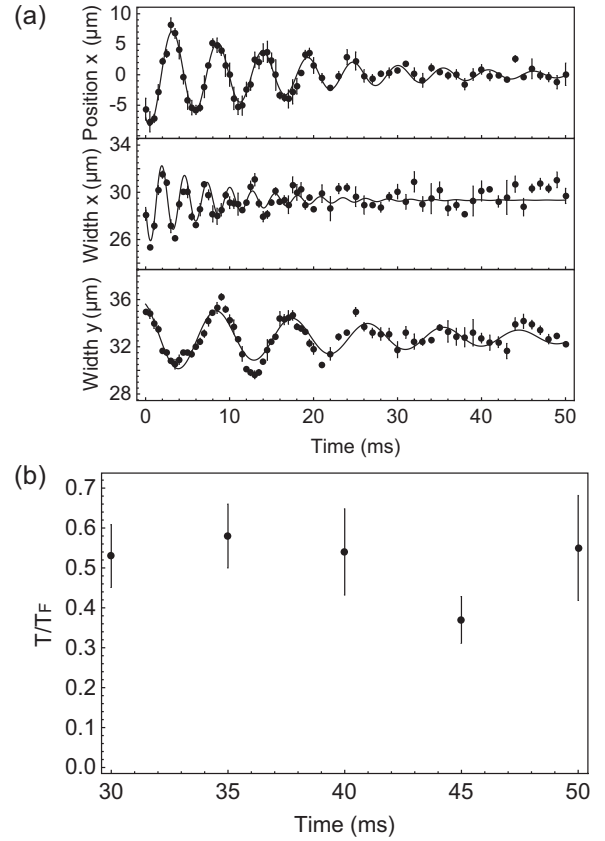 (a)
Position x (μm)
10
5
0
-5
Width x (μm)
34
30
26
Width y (μm)
36
32
28
0 10 20 30 40 50
Time (ms)
(b)
T/TF
0.7
0.6
0.5
0.4
0.3
0.2
0.1
0.0
30 35 40 45 50
Time (ms)